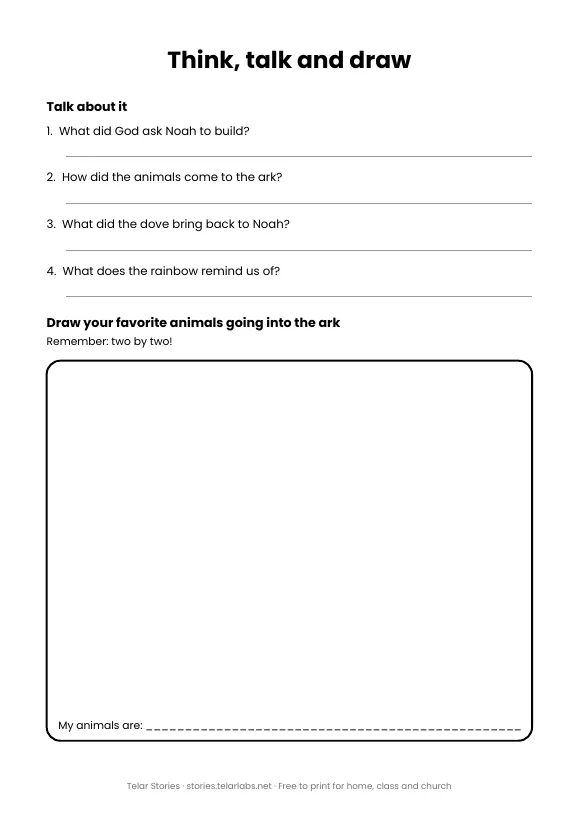 Think, talk and draw
Talk about it
1. What did God ask Noah to build?
2. How did the animals come to the ark?
3. What did the dove bring back to Noah?
4. What does the rainbow remind us of?
Draw your favorite animals going into the ark
Remember: two by two!
My animals are: ________________________________________________
Telar Stories · stories.telarlabs.net · Free to print for home, class and church